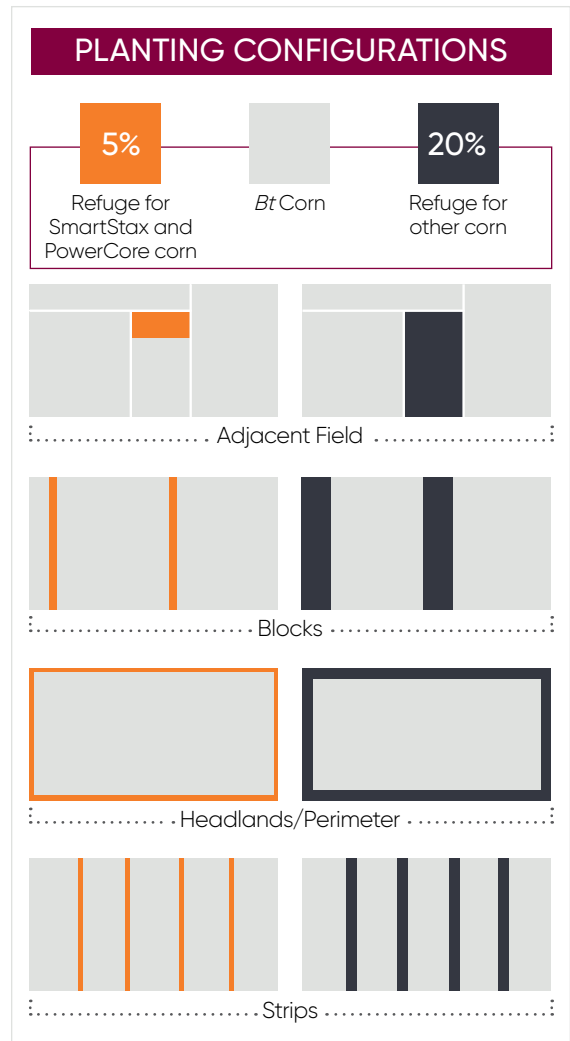 PLANTING CONFIGURATIONS
5%
20%
Refuge for
SmartStax and
PowerCore corn
Bt Corn
Refuge for
other corn
Adjacent Field
Blocks
Headlands/Perimeter
Strips